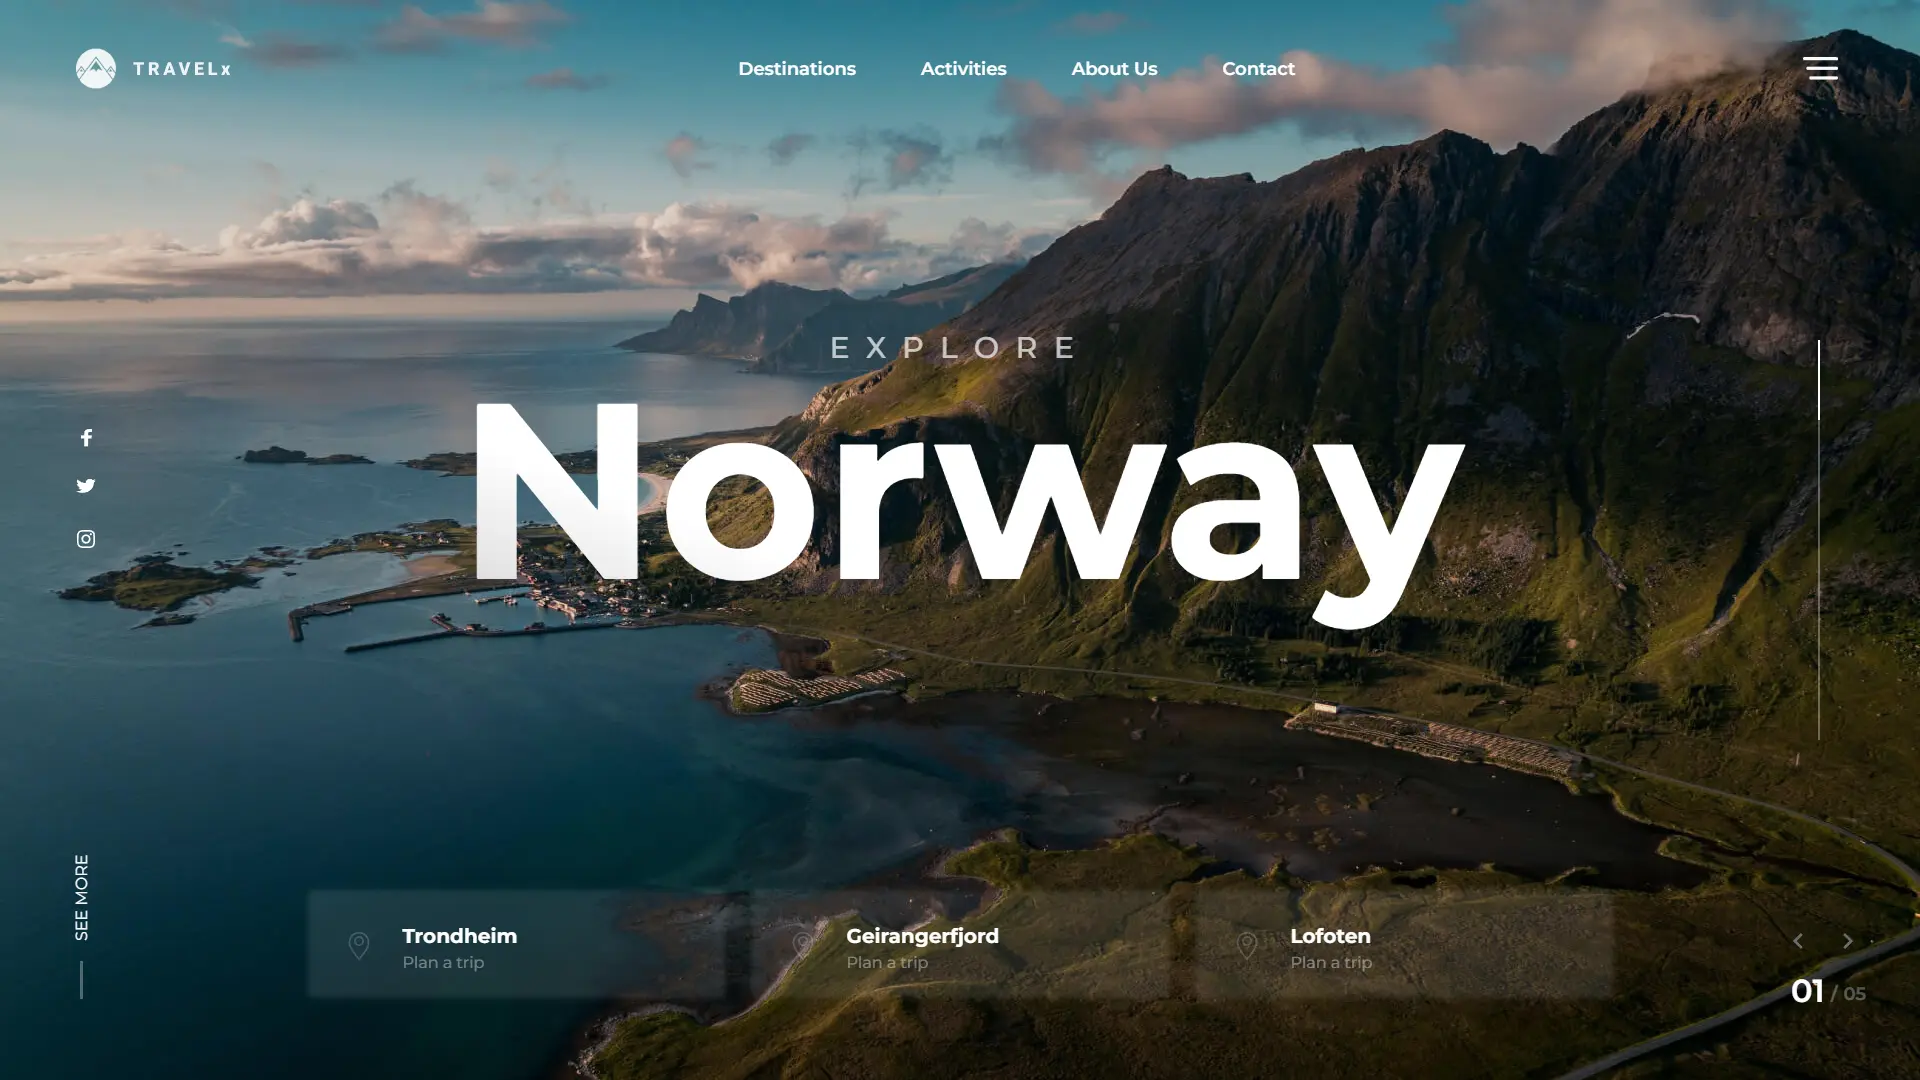 TRAVELx
Destinations
Activities
About Us
Contact
EXPLORE
Norway
SEE MORE
Trondheim
Plan a trip
Geirangerfjord
Plan a trip
Lofoten
Plan a trip
01 / 05